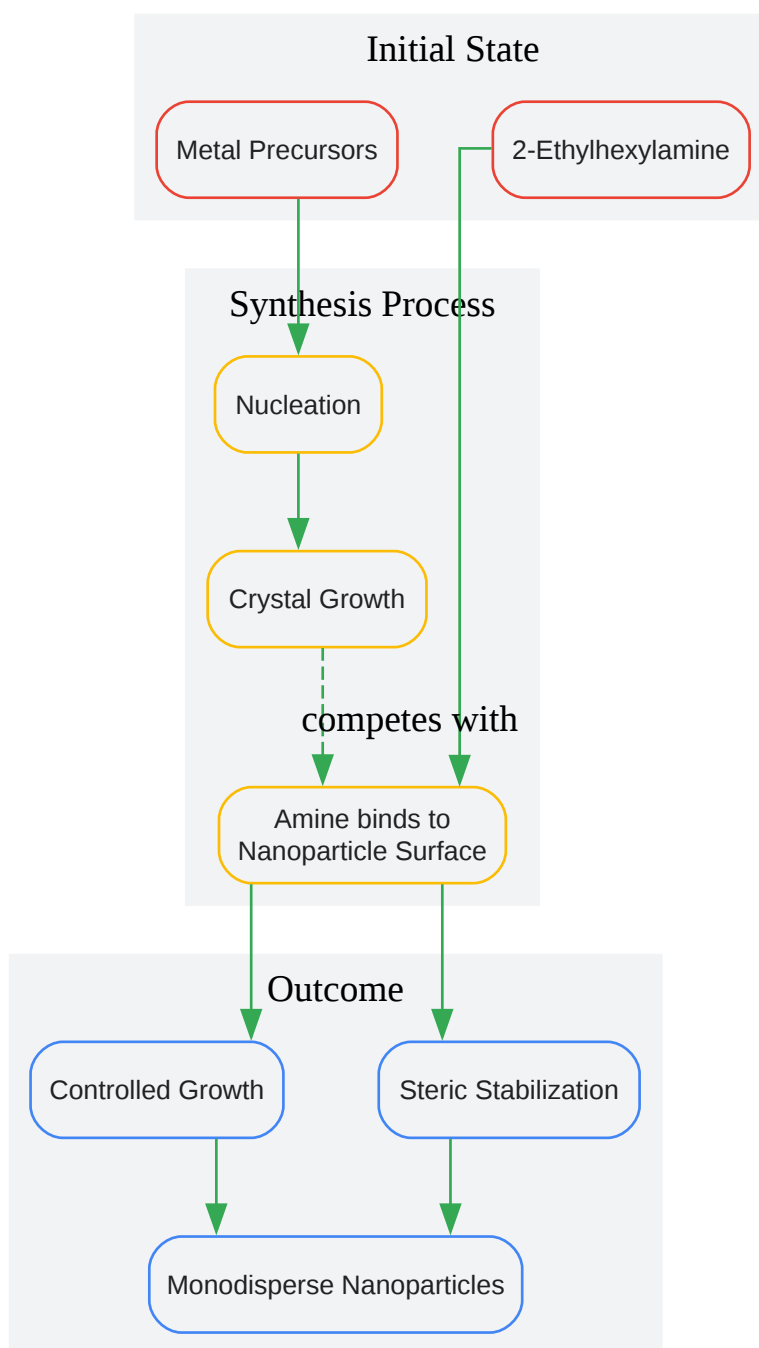 Initial State
Metal Precursors
2-Ethylhexylamine
Synthesis Process
Nucleation
Crystal Growth
competes with
Amine binds to
Nanoparticle Surface
Outcome
Controlled Growth
Steric Stabilization
Monodisperse Nanoparticles